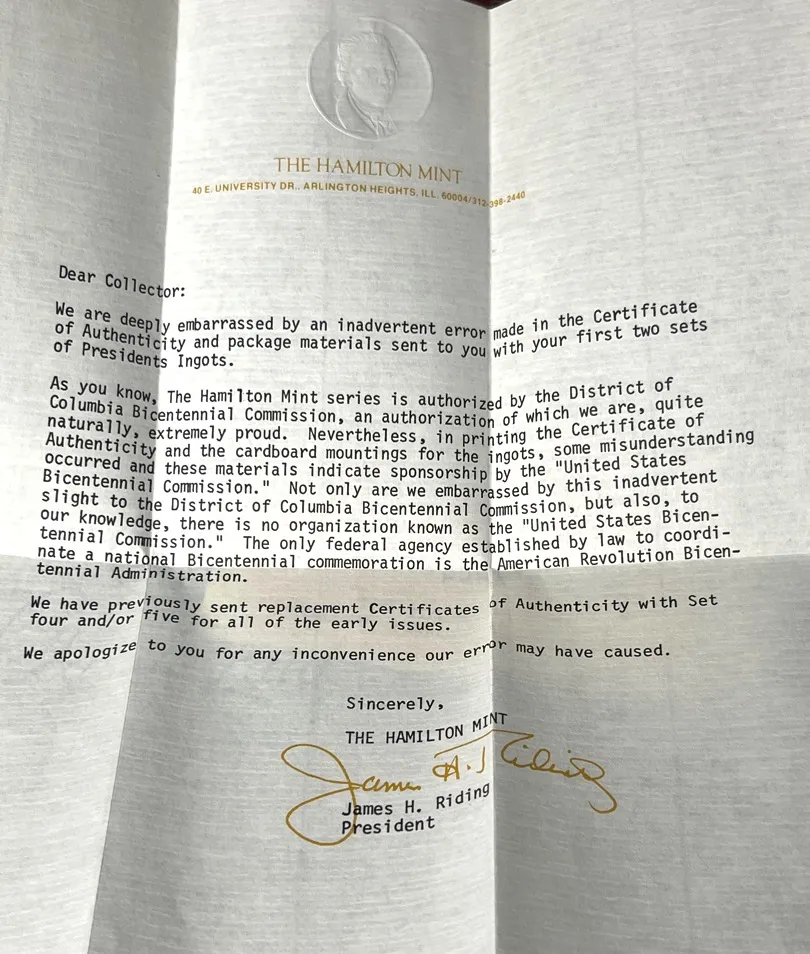 THE HAMILTON MINT
40 E. UNIVERSITY DR., ARLINGTON HEIGHTS, ILL. 60004/312-398-2440
Dear Collector:
We are deeply embarrassed by an inadvertent error made in the Certificate
of Authenticity and package materials sent to you with your first two sets
of Presidents Ingots.
As you know, The Hamilton Mint series is authorized by the District of
Columbia Bicentennial Commission, an authorization of which we are, quite
naturally, extremely proud. Nevertheless, in printing the Certificate of
Authenticity and the cardboard mountings for the ingots, some misunderstanding
occurred and these materials indicate sponsorship by the "United States
Bicentennial Commission." Not only are we embarrassed by this inadvertent
slight to the District of Columbia Bicentennial Commission, but also, to
our knowledge, there is no organization known as the "United States Bicen-
tennial Commission." The only federal agency established by law to coordi-
nate a national Bicentennial commemoration is the American Revolution Bicen-
tennial Administration.
We have previously sent replacement Certificates of Authenticity with Set
four and/or five for all of the early issues.
We apologize to you for any inconvenience our error may have caused.
Sincerely,
THE HAMILTON MINT
James H. Riding
James H. Riding
President